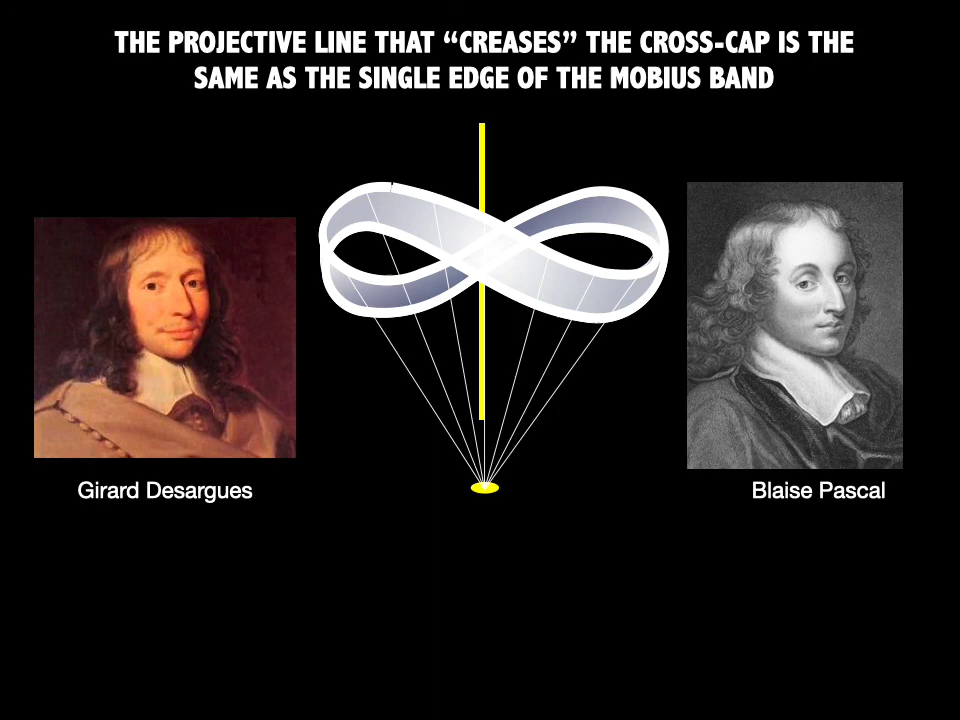 THE PROJECTIVE LINE THAT “CREASES” THE CROSS-CAP IS THE
SAME AS THE SINGLE EDGE OF THE MOBIUS BAND
Girard Desargues
Blaise Pascal